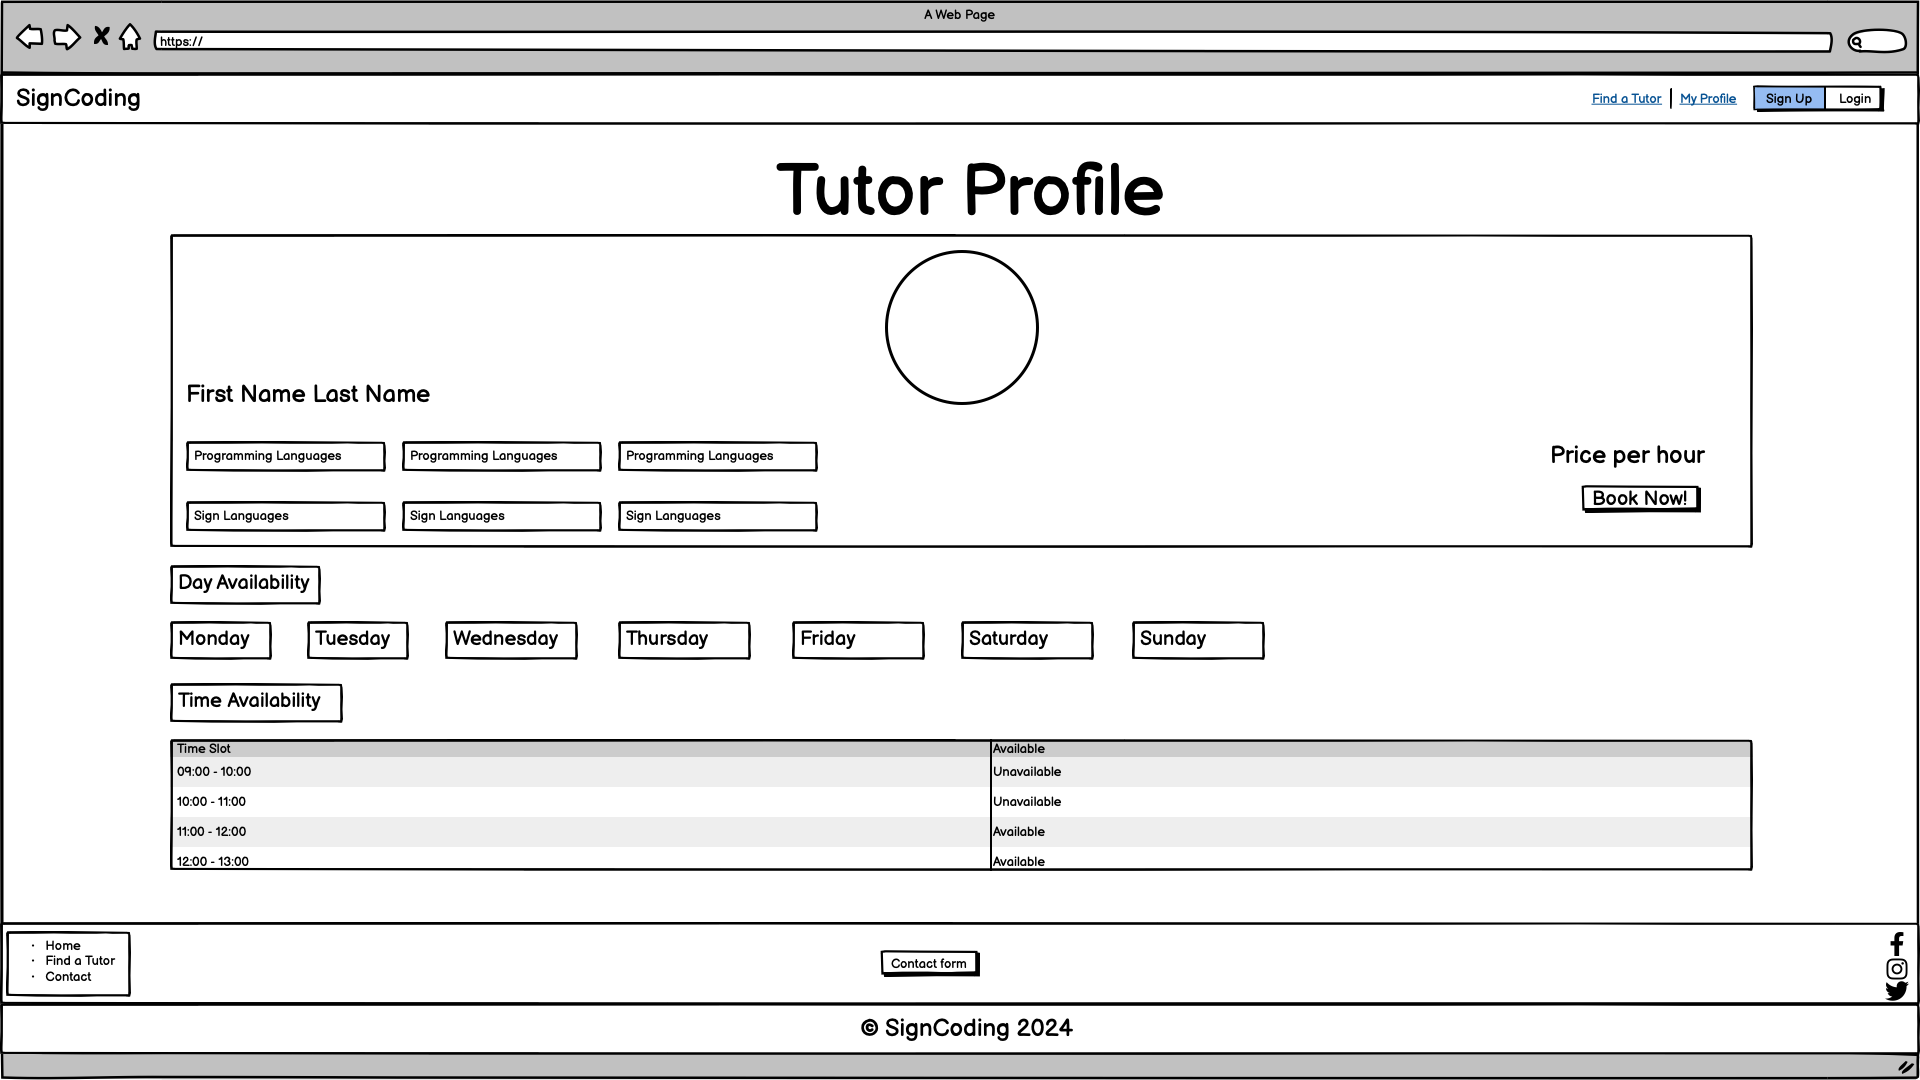 A Web Page
https://
SignCoding
Find a Tutor My Profile Sign Up Login
Tutor Profile
First Name Last Name
Programming Languages Programming Languages Programming Languages
Price per hour
Sign Languages Sign Languages Sign Languages
Book Now!
Day Availability
Monday Tuesday Wednesday Thursday Friday Saturday Sunday
Time Availability
Time Slot Available
09:00 - 10:00 Unavailable
10:00 - 11:00 Unavailable
11:00 - 12:00 Available
12:00 - 13:00 Available
· Home
· Find a Tutor
· Contact
Contact form
© SignCoding 2024